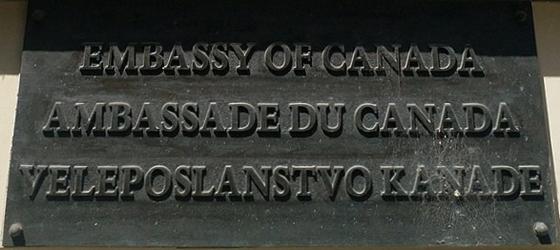 EMBASSY OF CANADA
AMBASSADE DU CANADA
VELEPOSLANSTVO KANADE